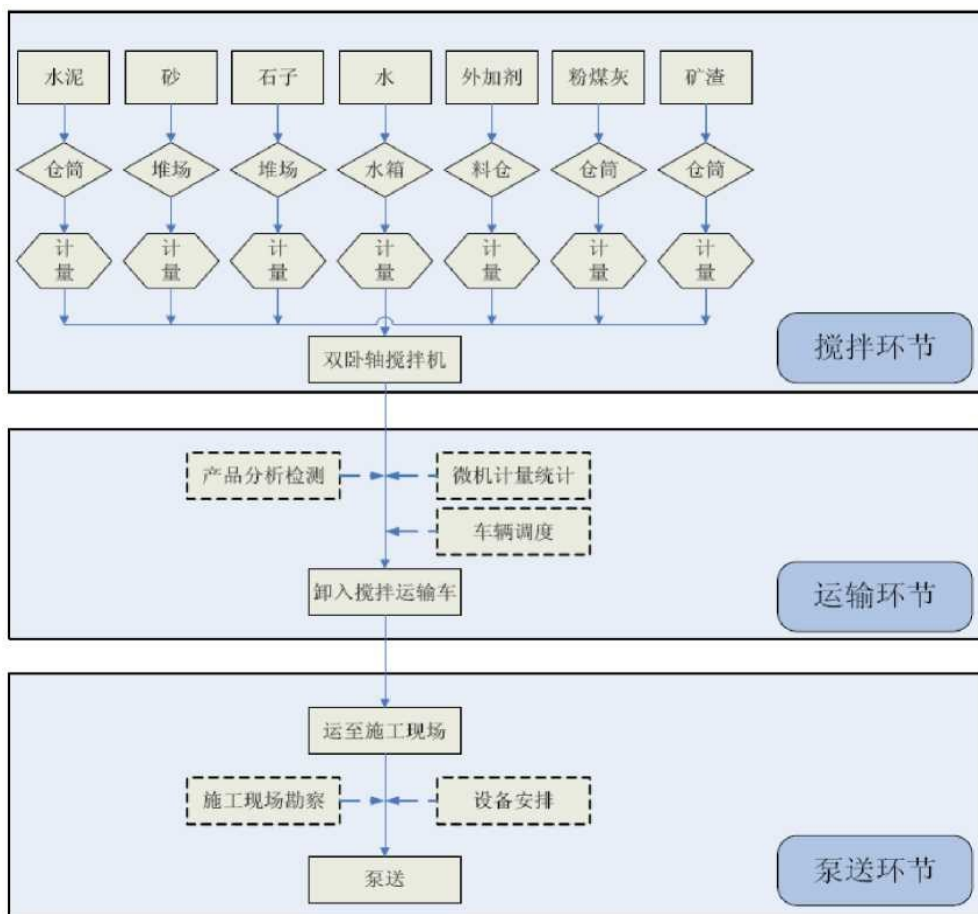 水泥 砂 石子 水 外加剂 粉煤灰 矿渣
仓筒 堆场 堆场 水箱 料仓 仓筒 仓筒
计 计 计 计 计 计 计
量 量 量 量 量 量 量
双卧轴搅拌机
搅拌环节
产品分析检测 微机计量统计
车辆调度
卸入搅拌运输车
运输环节
运至施工现场
施工现场勘察 设备安排
泵送
泵送环节